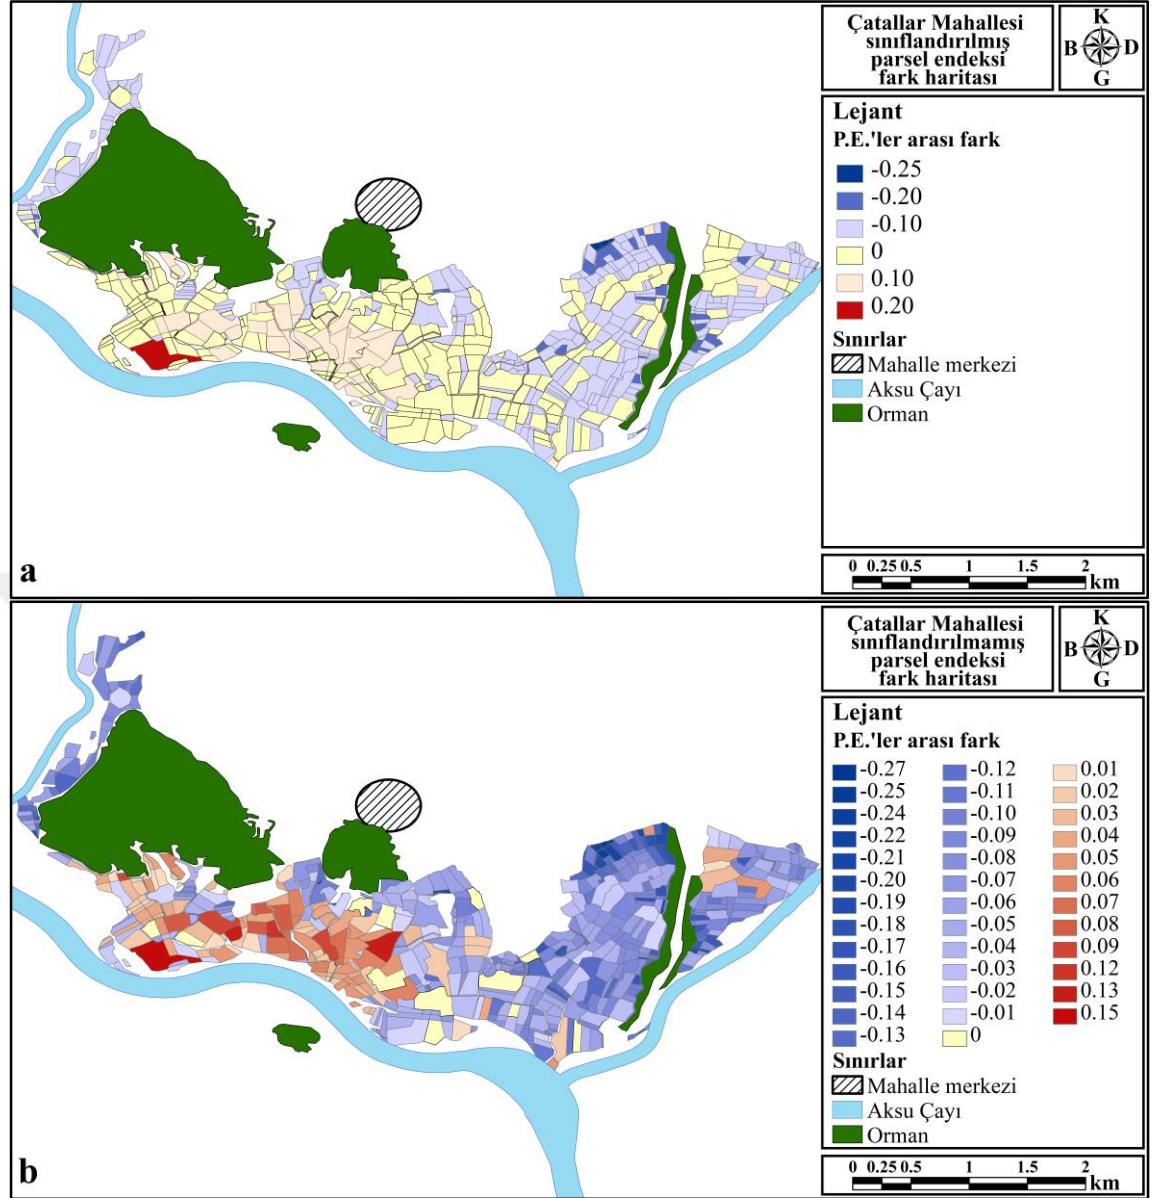 Çatallar Mahallesi
sınıflandırılmış
parsel endeksi
fark haritası
K
B D
G
Lejant
P.E.'ler arası fark
-0.25
-0.20
-0.10
0
0.10
0.20
Sınırlar
Mahalle merkezi
Aksu Çayı
Orman
0 0.25 0.5 1 1.5 2
km
a
Çatallar Mahallesi
sınıflandırılmamış
parsel endeksi
fark haritası
K
B D
G
Lejant
P.E.'ler arası fark
-0.27 -0.12 0.01
-0.25 -0.11 0.02
-0.24 -0.10 0.03
-0.22 -0.09 0.04
-0.21 -0.08 0.05
-0.20 -0.07 0.06
-0.19 -0.06 0.07
-0.18 -0.05 0.08
-0.17 -0.04 0.09
-0.16 -0.03 0.12
-0.15 -0.02 0.13
-0.14 -0.01 0.15
-0.13 0
Sınırlar
Mahalle merkezi
Aksu Çayı
Orman
0 0.25 0.5 1 1.5 2
km
b